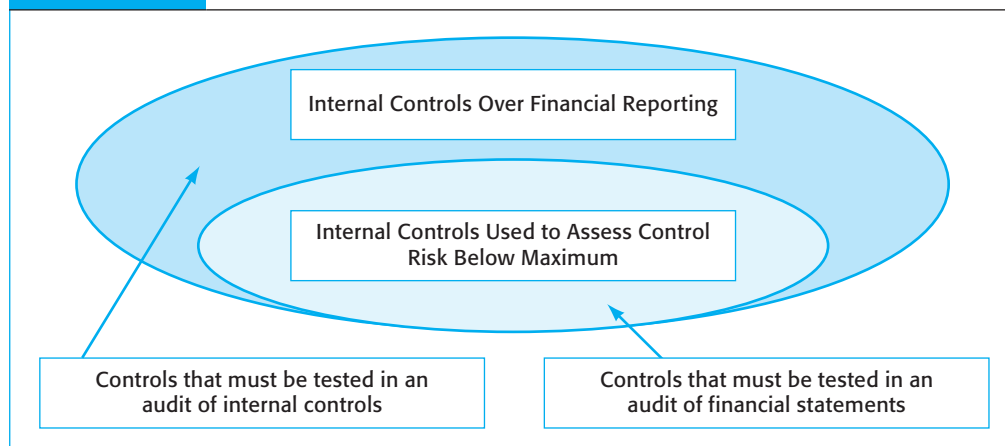 Internal Controls Over Financial Reporting
Internal Controls Used to Assess Control
Risk Below Maximum
Controls that must be tested in an
audit of internal controls
Controls that must be tested in an
audit of financial statements